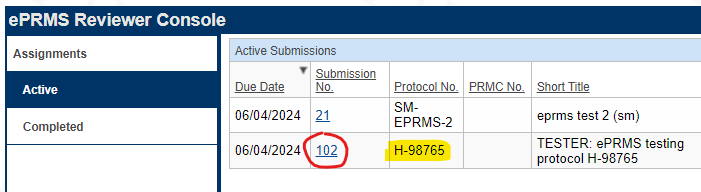 ePRMS Reviewer Console
Assignments
Active
Completed
Active Submissions
Due Date Submission No. Protocol No. PRMC No. Short Title
06/04/2024 21 SM-EPRMS-2 eprms test 2 (sm)
06/04/2024 102 H-98765 TESTER: ePRMS testing protocol H-98765